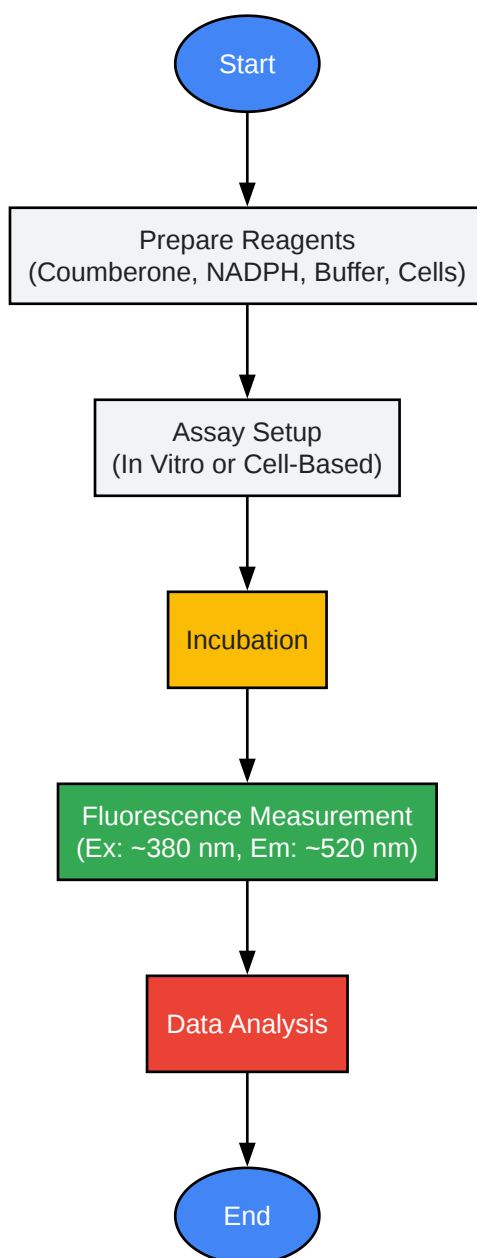 Start
Prepare Reagents
(Coumberone, NADPH, Buffer, Cells)
Assay Setup
(In Vitro or Cell-Based)
Incubation
Fluorescence Measurement
(Ex: ~380 nm, Em: ~520 nm)
Data Analysis
End